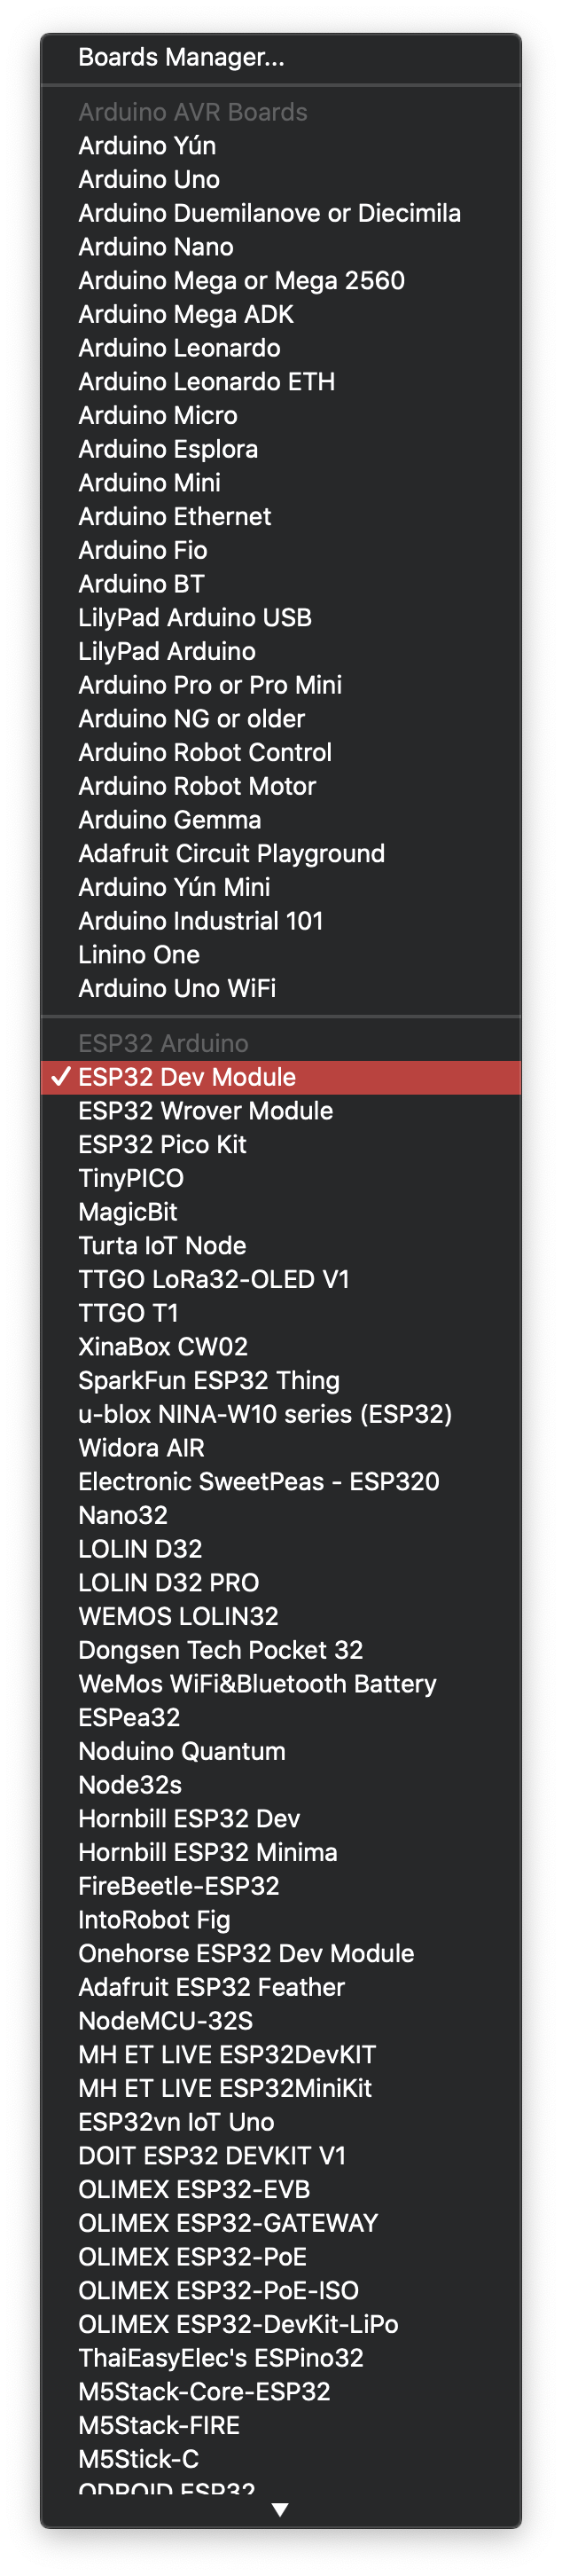 Boards Manager...
Arduino AVR Boards
Arduino Yún
Arduino Uno
Arduino Duemilanove or Diecimila
Arduino Nano
Arduino Mega or Mega 2560
Arduino Mega ADK
Arduino Leonardo
Arduino Leonardo ETH
Arduino Micro
Arduino Esplora
Arduino Mini
Arduino Ethernet
Arduino Fio
Arduino BT
LilyPad Arduino USB
LilyPad Arduino
Arduino Pro or Pro Mini
Arduino NG or older
Arduino Robot Control
Arduino Robot Motor
Arduino Gemma
Adafruit Circuit Playground
Arduino Yún Mini
Arduino Industrial 101
Linino One
Arduino Uno WiFi
ESP32 Arduino
✓ ESP32 Dev Module
ESP32 Wrover Module
ESP32 Pico Kit
TinyPICO
MagicBit
Turta IoT Node
TTGO LoRa32-OLED V1
TTGO T1
XinaBox CW02
SparkFun ESP32 Thing
u-blox NINA-W10 series (ESP32)
Widora AIR
Electronic SweetPeas - ESP320
Nano32
LOLIN D32
LOLIN D32 PRO
WEMOS LOLIN32
Dongsen Tech Pocket 32
WeMos WiFi&Bluetooth Battery
ESPea32
Noduino Quantum
Node32s
Hornbill ESP32 Dev
Hornbill ESP32 Minima
FireBeetle-ESP32
IntoRobot Fig
Onehorse ESP32 Dev Module
Adafruit ESP32 Feather
NodeMCU-32S
MH ET LIVE ESP32DevKIT
MH ET LIVE ESP32MiniKit
ESP32vn IoT Uno
DOIT ESP32 DEVKIT V1
OLIMEX ESP32-EVB
OLIMEX ESP32-GATEWAY
OLIMEX ESP32-PoE
OLIMEX ESP32-PoE-ISO
OLIMEX ESP32-DevKit-LiPo
ThaiEasyElec's ESPino32
M5Stack-Core-ESP32
M5Stack-FIRE
M5Stick-C
ODROID ESP32